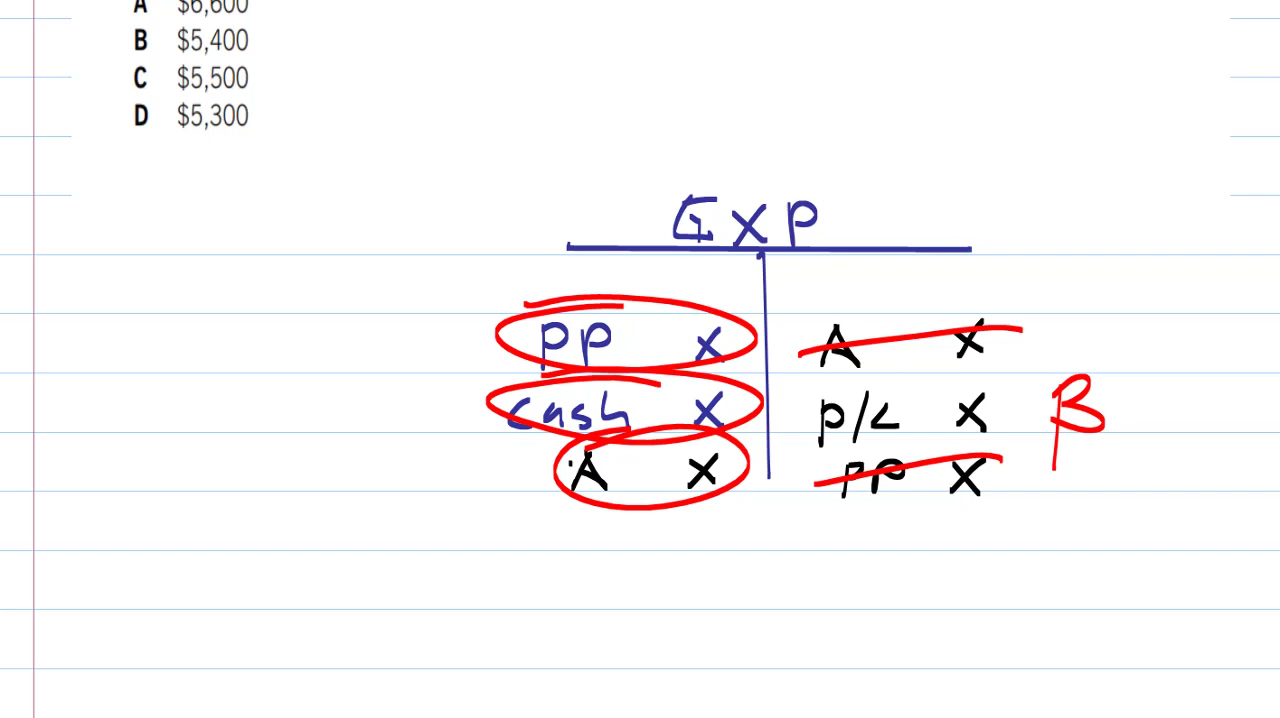 A $6,600
B $5,400
C $5,500
D $5,300
EXP
PP X A X
cash X P/L X B
A X PP X